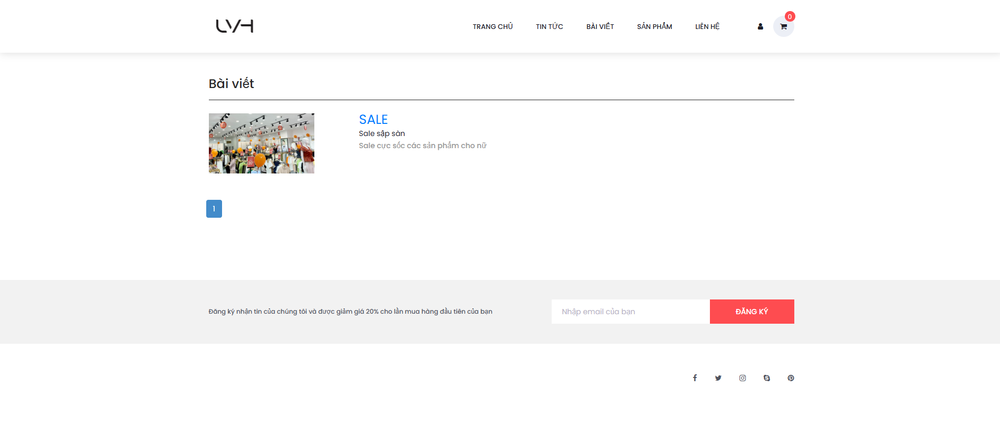 LVH
TRANG CHỦ
TIN TỨC
BÀI VIẾT
SẢN PHẨM
LIÊN HỆ
0
Bài viết
SALE
Sale sập sàn
Sale cực sốc các sản phẩm cho nữ
1
Đăng ký nhận tin của chúng tôi và được giảm giá 20% cho lần mua hàng đầu tiên của bạn
Nhập email của bạn
ĐĂNG KÝ